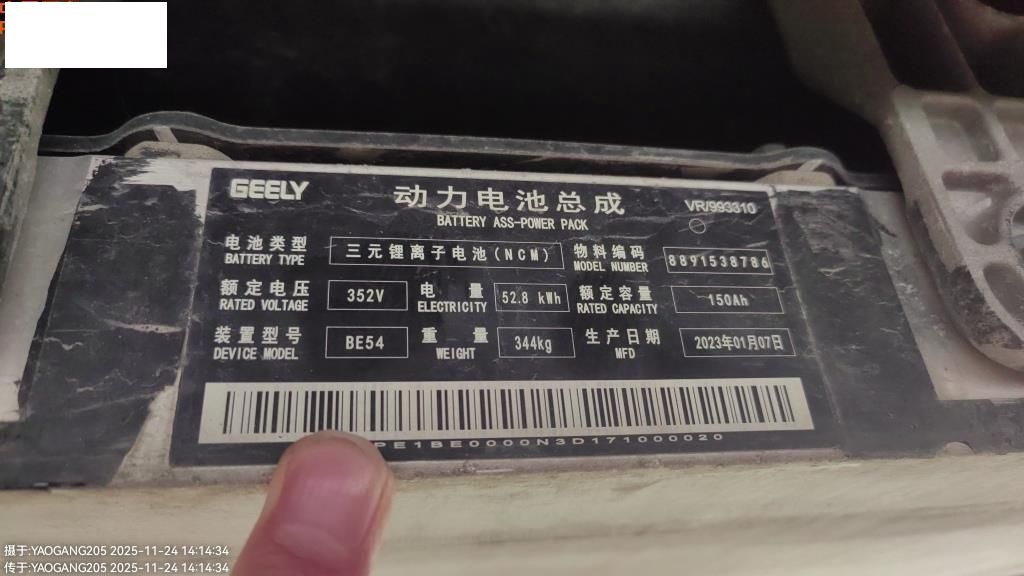 GEELY
动力电池总成
VRJ993310
BATTERY ASS-POWER PACK
电池类型 三元锂离子电池(NCM) 物料编码 8891538786
BATTERY TYPE MODEL NUMBER
额定电压 352V 电量 52.8 kWh 额定容量 150Ah
RATED VOLTAGE ELECTRICITY RATED CAPACITY
装置型号 BE54 重量 344kg 生产日期 2023年01月07日
DEVICE MODEL WEIGHT MFD
PE1BE0000N3D171000020
摄于:YAOGANG205 2025-11-24 14:14:34
传于:YAOGANG205 2025-11-24 14:14:34